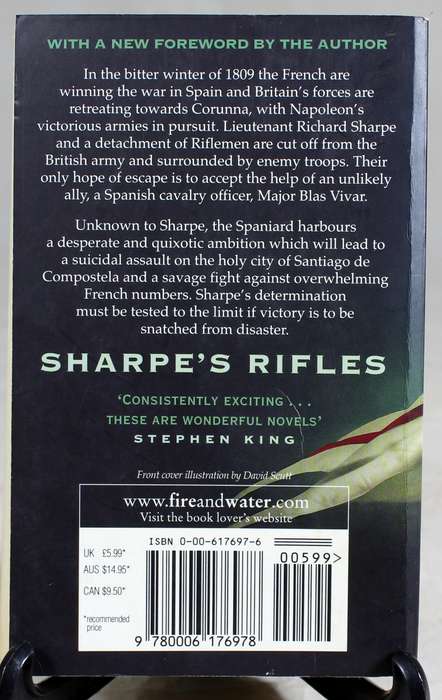 WITH A NEW FOREWORD BY THE AUTHOR
In the bitter winter of 1809 the French are
winning the war in Spain and Britain's forces are
retreating towards Corunna, with Napoleon's
victorious armies in pursuit. Lieutenant Richard Sharpe
and a detachment of Riflemen are cut off from the
British army and surrounded by enemy troops. Their
only hope of escape is to accept the help of an unlikely
ally, a Spanish cavalry officer, Major Blas Vivar.
Unknown to Sharpe, the Spaniard harbours
a desperate and quixotic ambition which will lead to
a suicidal assault on the holy city of Santiago de
Compostela and a savage fight against overwhelming
French numbers. Sharpe's determination
must be tested to the limit if victory is to be
snatched from disaster.
SHARPE'S RIFLES
'CONSISTENTLY EXCITING . . .
THESE ARE WONDERFUL NOVELS'
STEPHEN KING
Front cover illustration by David Scutt
www.fireandwater.com
Visit the book lover's website
ISBN 0-00-617697-6
UK £5.99*
AUS $14.95*
CAN $9.50*
*recommended
price
00599>
9 780006 176978